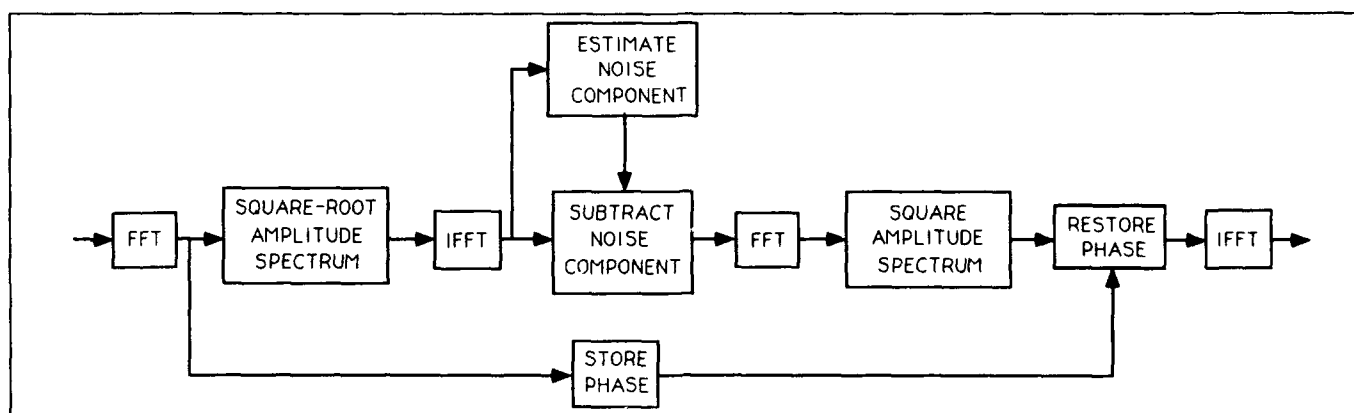 ESTIMATE
NOISE
COMPONENT
FFT
SQUARE-ROOT
AMPLITUDE
SPECTRUM
IFFT
SUBTRACT
NOISE
COMPONENT
FFT
SQUARE
AMPLITUDE
SPECTRUM
RESTORE
PHASE
IFFT
STORE
PHASE